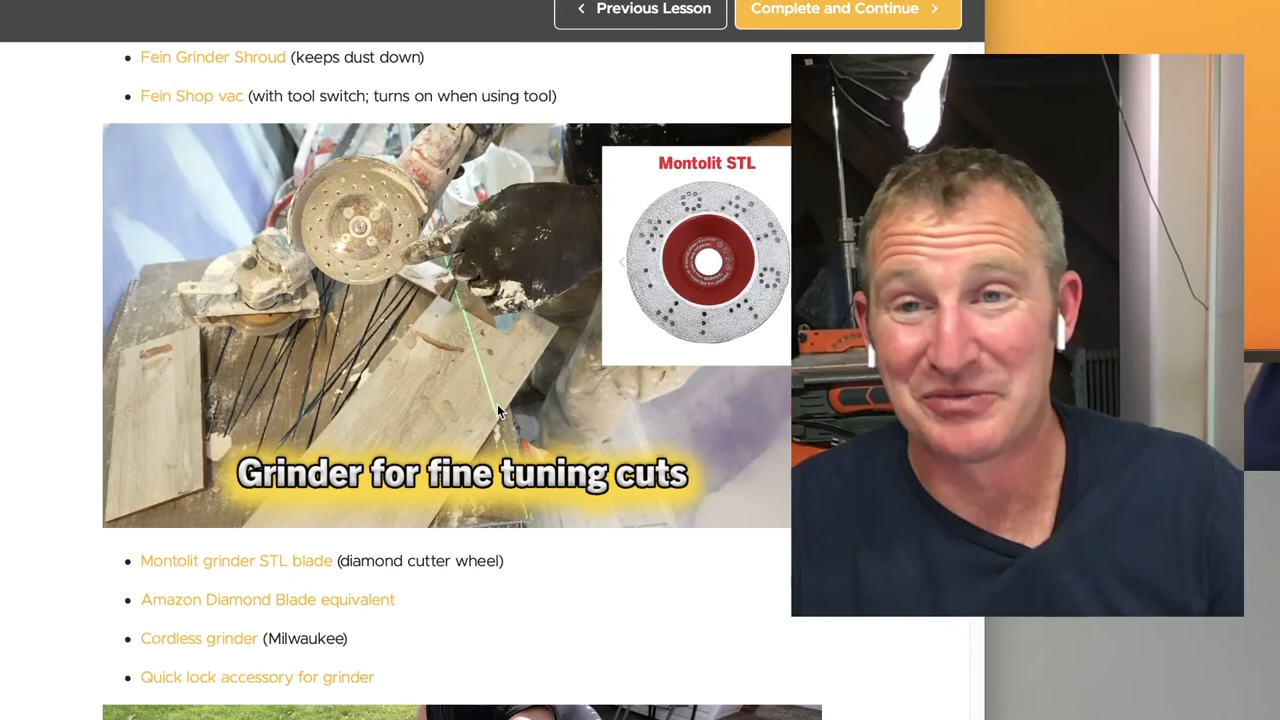 Previous Lesson
Complete and Continue
Fein Grinder Shroud (keeps dust down)
Fein Shop vac (with tool switch; turns on when using tool)
Montolit STL
Grinder for fine tuning cuts
Montolit grinder STL blade (diamond cutter wheel)
Amazon Diamond Blade equivalent
Cordless grinder (Milwaukee)
Quick lock accessory for grinder